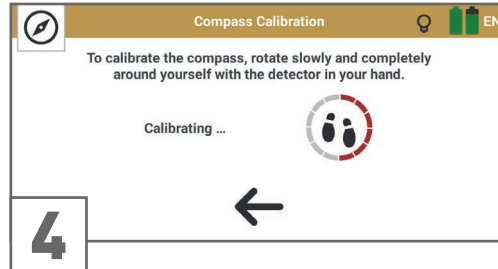 Compass Calibration
EN
To calibrate the compass, rotate slowly and completely
around yourself with the detector in your hand.
Calibrating ...
4